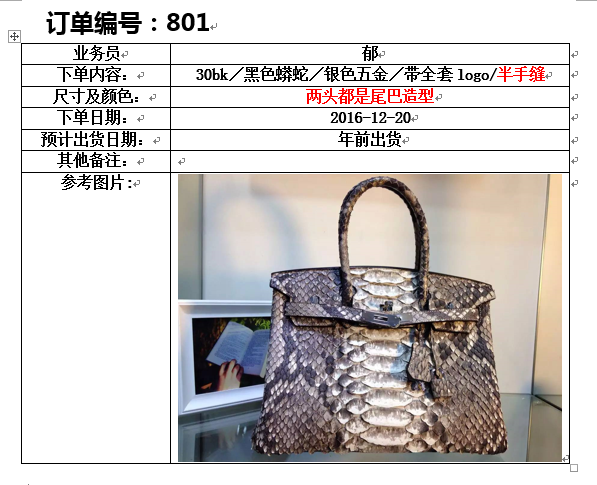 订单编号：801
业务员 郁
下单内容： 30bk／黑色蟒蛇／银色五金／带全套 logo/半手缝
尺寸及颜色： 两头都是尾巴造型
下单日期： 2016-12-20
预计出货日期： 年前出货
其他备注：
参考图片: